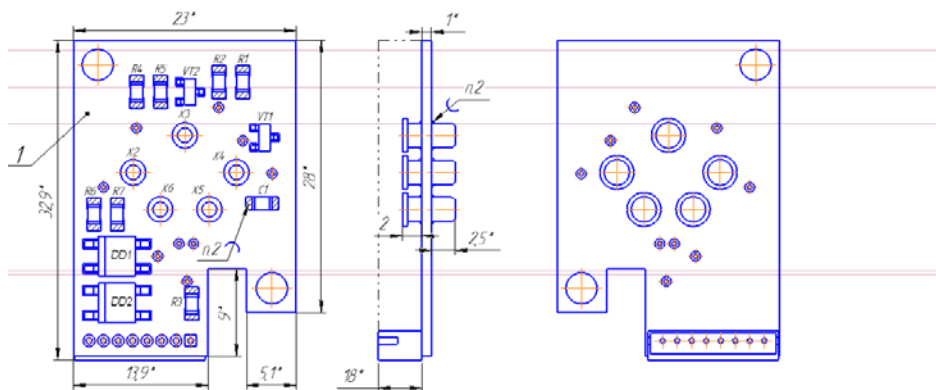 23*
1*
R4 R5 VT2 R2 R1
п.2
X3
VT1
1
X2
X4
32,9*
28*
R6 R7
X6
X5
C1
2
2,5*
п.2
DD1
DD2
R3
9*
13,9*
5,1*
18*